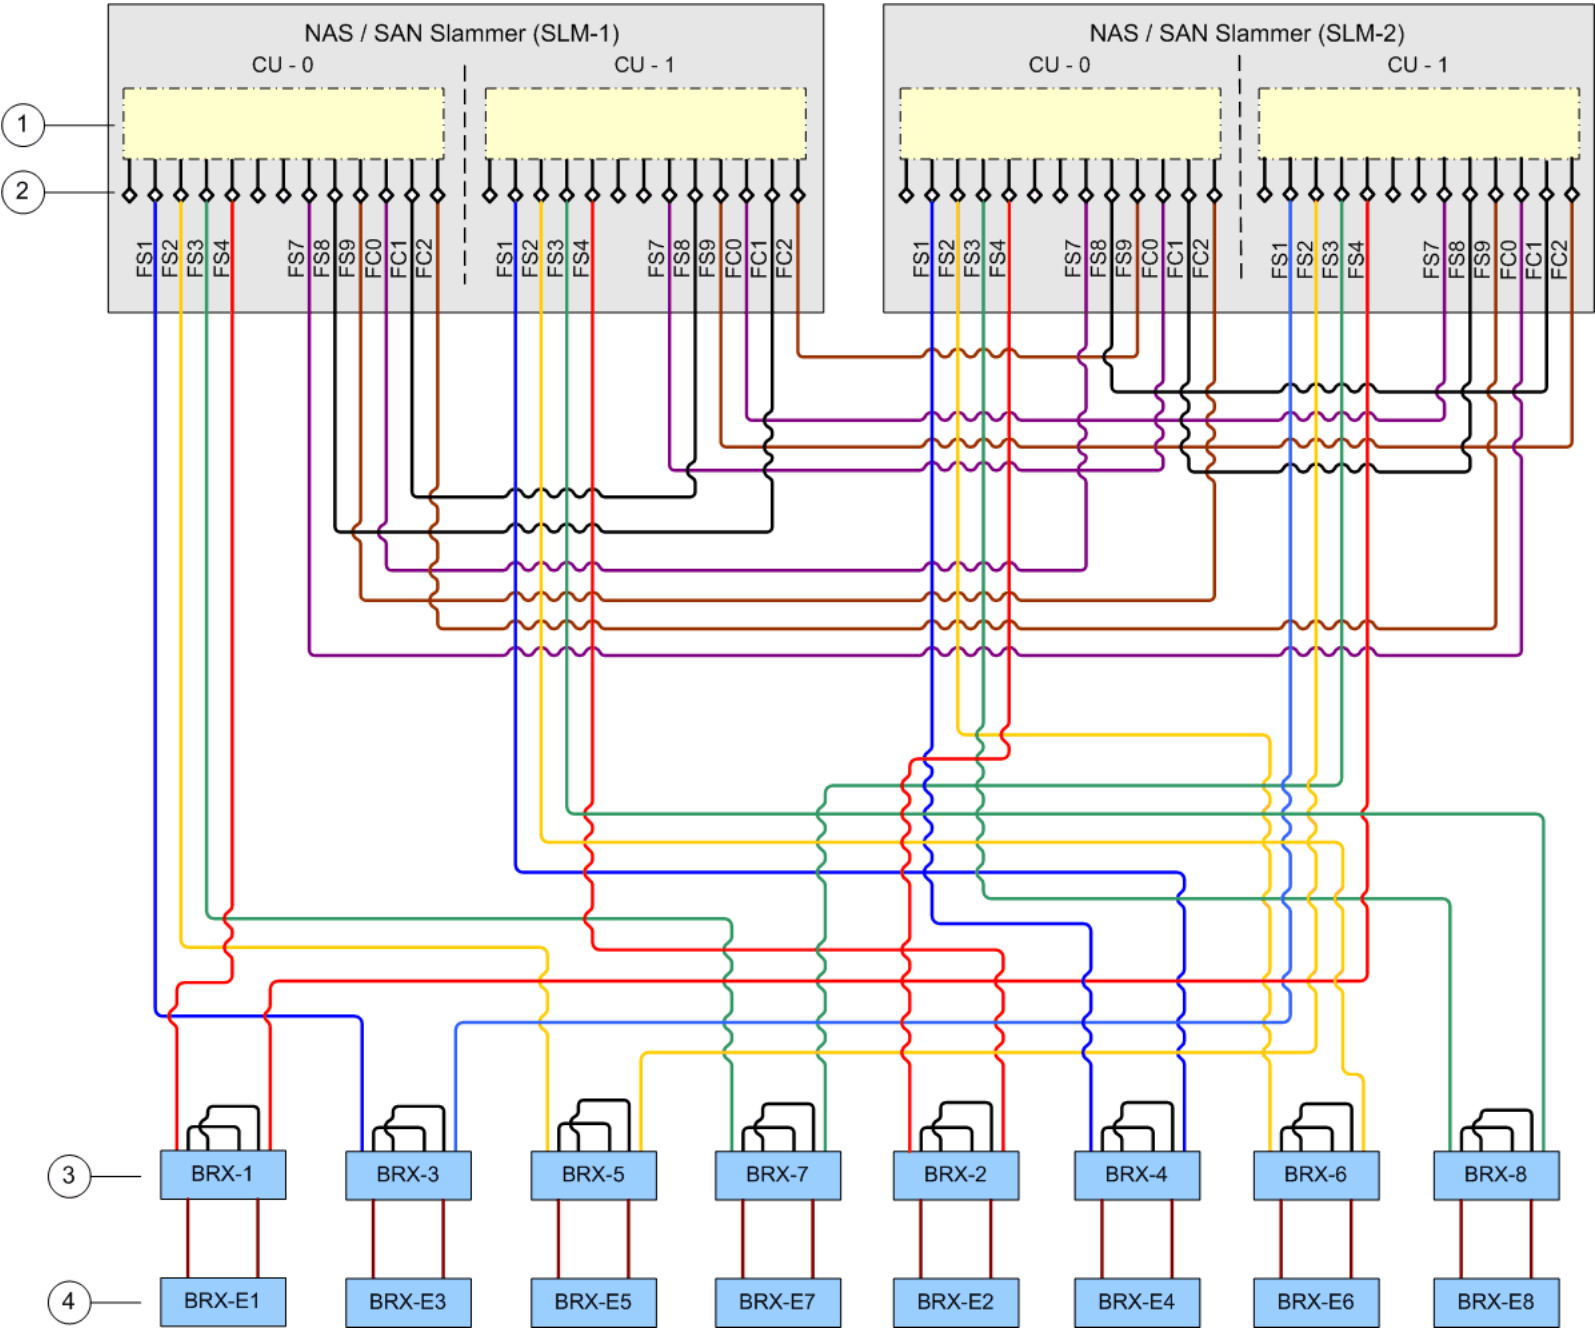 NAS / SAN Slammer (SLM-1)
NAS / SAN Slammer (SLM-2)
CU - 0
CU - 1
CU - 0
CU - 1
1
2
FS1
FS2
FS3
FS4
FS7
FS8
FS9
FC0
FC1
FC2
FS1
FS2
FS3
FS4
FS7
FS8
FS9
FC0
FC1
FC2
FS1
FS2
FS3
FS4
FS7
FS8
FS9
FC0
FC1
FC2
FS1
FS2
FS3
FS4
FS7
FS8
FS9
FC0
FC1
FC2
3
BRX-1
BRX-3
BRX-5
BRX-7
BRX-2
BRX-4
BRX-6
BRX-8
4
BRX-E1
BRX-E3
BRX-E5
BRX-E7
BRX-E2
BRX-E4
BRX-E6
BRX-E8